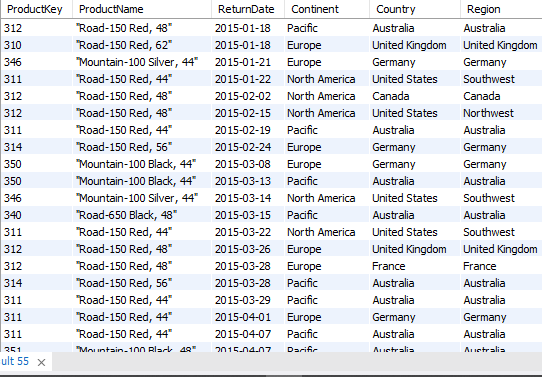 ProductKey ProductName ReturnDate Continent Country Region
312 "Road-150 Red, 48" 2015-01-18 Pacific Australia Australia
310 "Road-150 Red, 62" 2015-01-18 Europe United Kingdom United Kingdom
346 "Mountain-100 Silver, 44" 2015-01-21 Europe Germany Germany
311 "Road-150 Red, 44" 2015-01-22 North America United States Southwest
312 "Road-150 Red, 48" 2015-02-02 North America Canada Canada
312 "Road-150 Red, 48" 2015-02-15 North America United States Northwest
311 "Road-150 Red, 44" 2015-02-19 Pacific Australia Australia
314 "Road-150 Red, 56" 2015-02-24 Europe Germany Germany
350 "Mountain-100 Black, 44" 2015-03-08 Europe Germany Germany
350 "Mountain-100 Black, 44" 2015-03-13 Pacific Australia Australia
346 "Mountain-100 Silver, 44" 2015-03-14 North America United States Southwest
340 "Road-650 Black, 48" 2015-03-15 Pacific Australia Australia
311 "Road-150 Red, 44" 2015-03-22 North America United States Southwest
312 "Road-150 Red, 48" 2015-03-26 Europe United Kingdom United Kingdom
312 "Road-150 Red, 48" 2015-03-28 Europe France France
314 "Road-150 Red, 56" 2015-03-28 Pacific Australia Australia
311 "Road-150 Red, 44" 2015-03-29 Pacific Australia Australia
311 "Road-150 Red, 44" 2015-04-01 Europe Germany Germany
311 "Road-150 Red, 44" 2015-04-07 Pacific Australia Australia
351 "Mountain-100 Black, 48" 2015-04-07 Pacific Australia Australia
ult 55